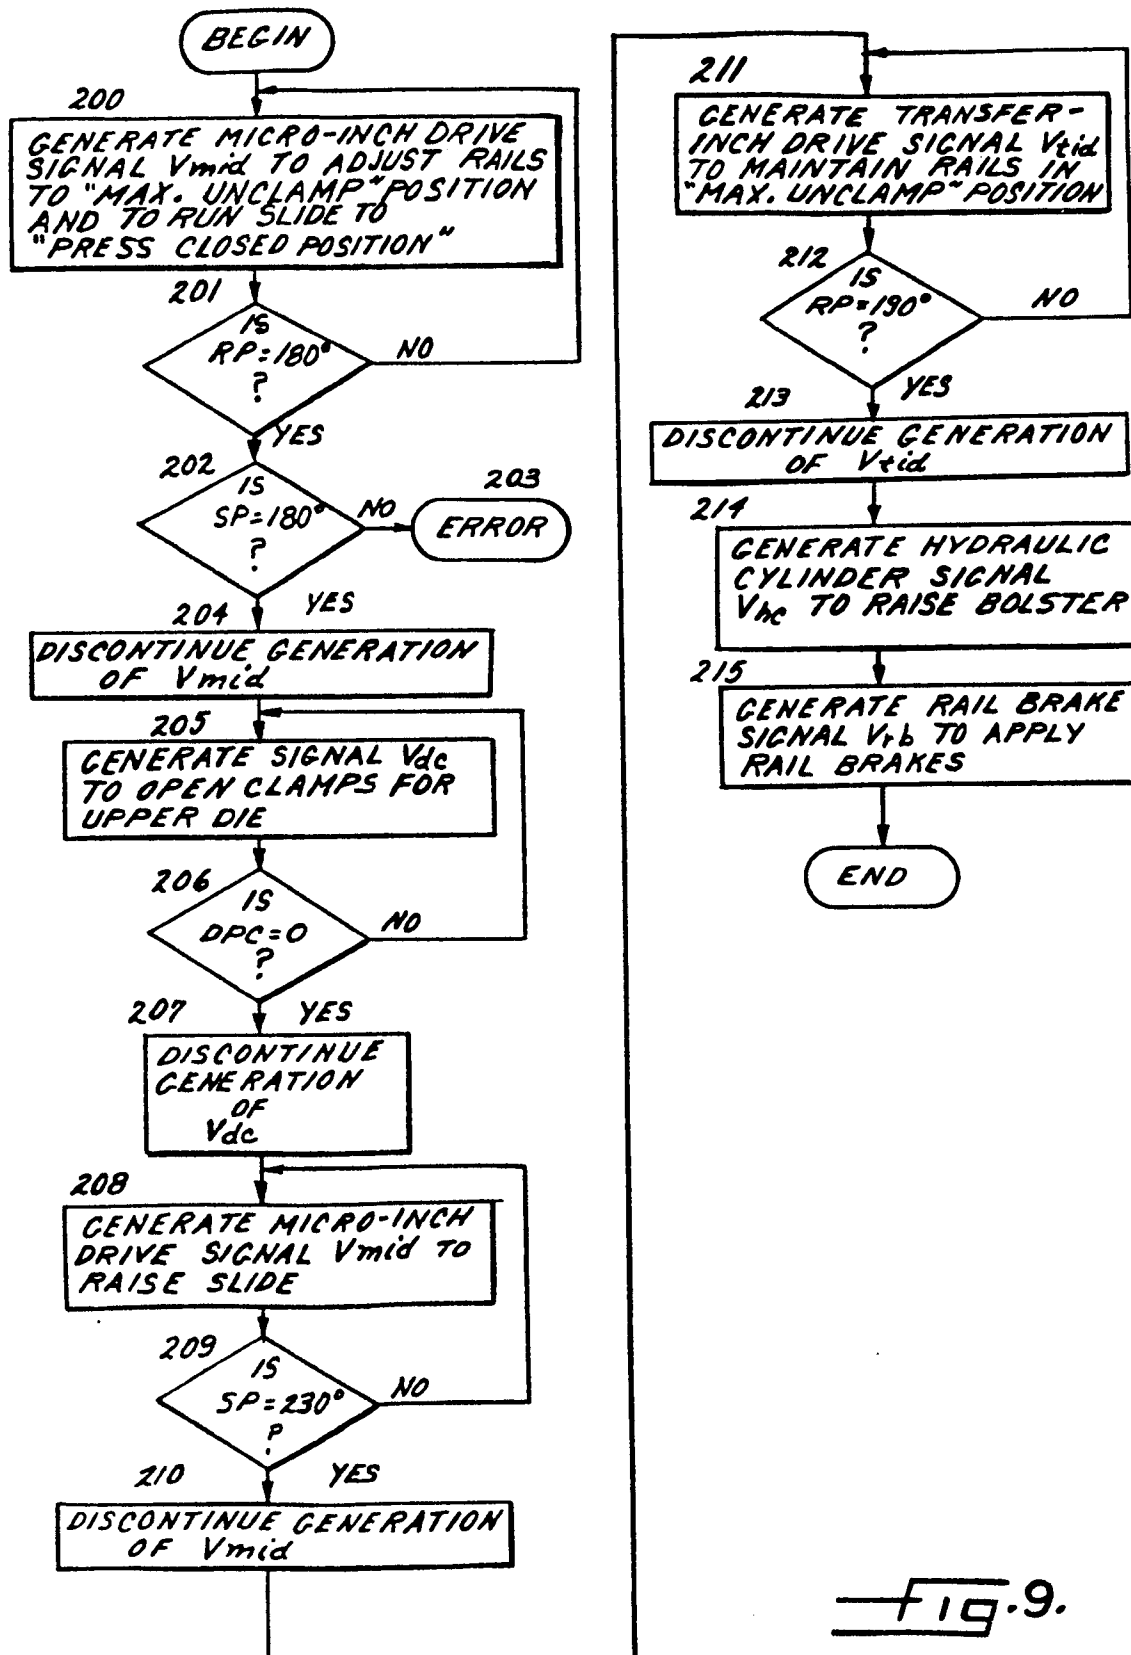 BEGIN
200
GENERATE MICRO-INCH DRIVE
SIGNAL Vmid TO ADJUST RAILS
TO "MAX. UNCLAMP" POSITION
AND TO RUN SLIDE TO
"PRESS CLOSED POSITION"
201
IS
RP=180°
?
NO
YES
202
IS
SP=180°
?
NO
203
ERROR
YES
204
DISCONTINUE GENERATION
OF Vmid
205
GENERATE SIGNAL Vdc
TO OPEN CLAMPS FOR
UPPER DIE
206
IS
DPC=0
?
NO
YES
207
DISCONTINUE
GENERATION
OF
Vdc
208
GENERATE MICRO-INCH
DRIVE SIGNAL Vmid TO
RAISE SLIDE
209
IS
SP=230°
?
NO
YES
210
DISCONTINUE GENERATION
OF Vmid
211
GENERATE TRANSFER-
INCH DRIVE SIGNAL Vtid
TO MAINTAIN RAILS IN
"MAX. UNCLAMP" POSITION
212
IS
RP=190°
?
NO
YES
213
DISCONTINUE GENERATION
OF Vtid
214
GENERATE HYDRAULIC
CYLINDER SIGNAL
Vhc TO RAISE BOLSTER
215
GENERATE RAIL BRAKE
SIGNAL Vrb TO APPLY
RAIL BRAKES
END
Fig.9.